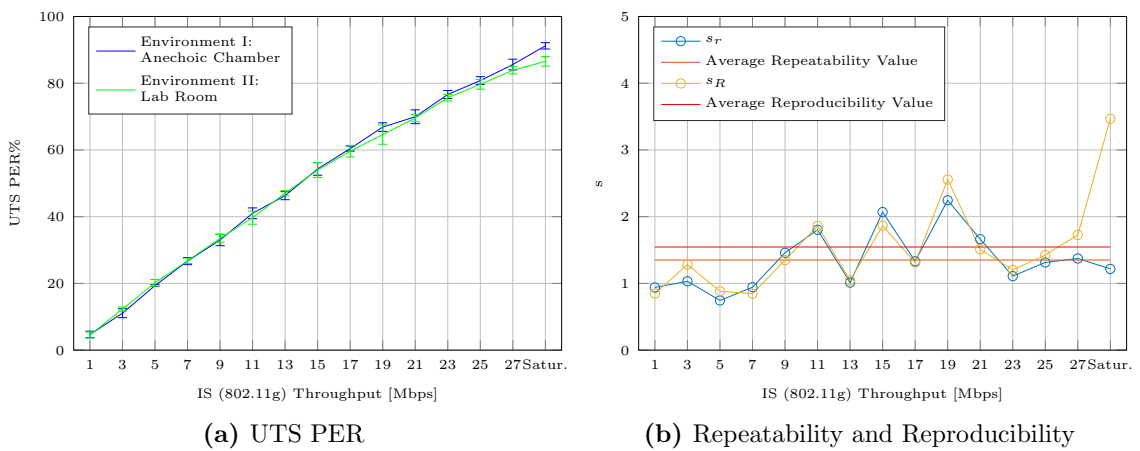 100
80
60
40
20
0
UTS PER%
Environment I:
Anechoic Chamber
Environment II:
Lab Room
1 3 5 7 9 11 13 15 17 19 21 23 25 27 Satur.
IS (802.11g) Throughput [Mbps]
(a) UTS PER
5
4
3
2
1
0
s
s_r
Average Repeatability Value
s_R
Average Reproducibility Value
1 3 5 7 9 11 13 15 17 19 21 23 25 27 Satur.
IS (802.11g) Throughput [Mbps]
(b) Repeatability and Reproducibility